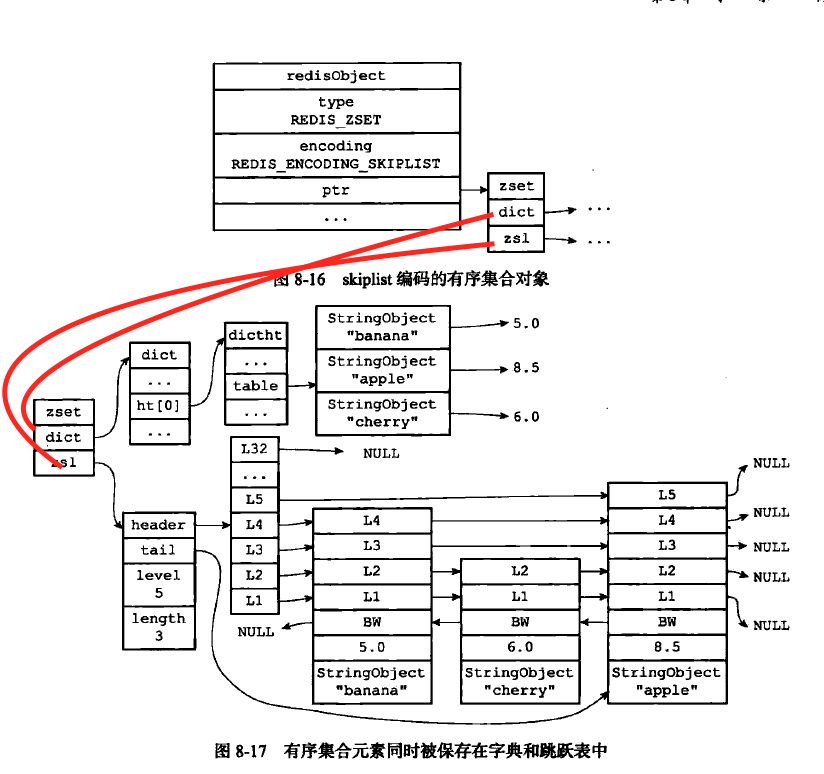 redisObject
type
REDIS_ZSET
encoding
REDIS_ENCODING_SKIPLIST
ptr
...
zset
dict
...
zsl
...
图 8-16 skiplist 编码的有序集合对象
StringObject
"banana"
5.0
StringObject
"apple"
8.5
StringObject
"cherry"
6.0
dictht
...
table
...
dict
...
ht[0]
...
zset
dict
zsl
L32
NULL
...
L5
L4
L3
L2
L1
NULL
header
tail
level
5
length
3
L4
L3
L2
L1
BW
5.0
StringObject
"banana"
L2
L1
BW
6.0
StringObject
"cherry"
L5
NULL
L4
NULL
L3
NULL
L2
NULL
L1
NULL
BW
8.5
StringObject
"apple"
图 8-17 有序集合元素同时被保存在字典和跳跃表中